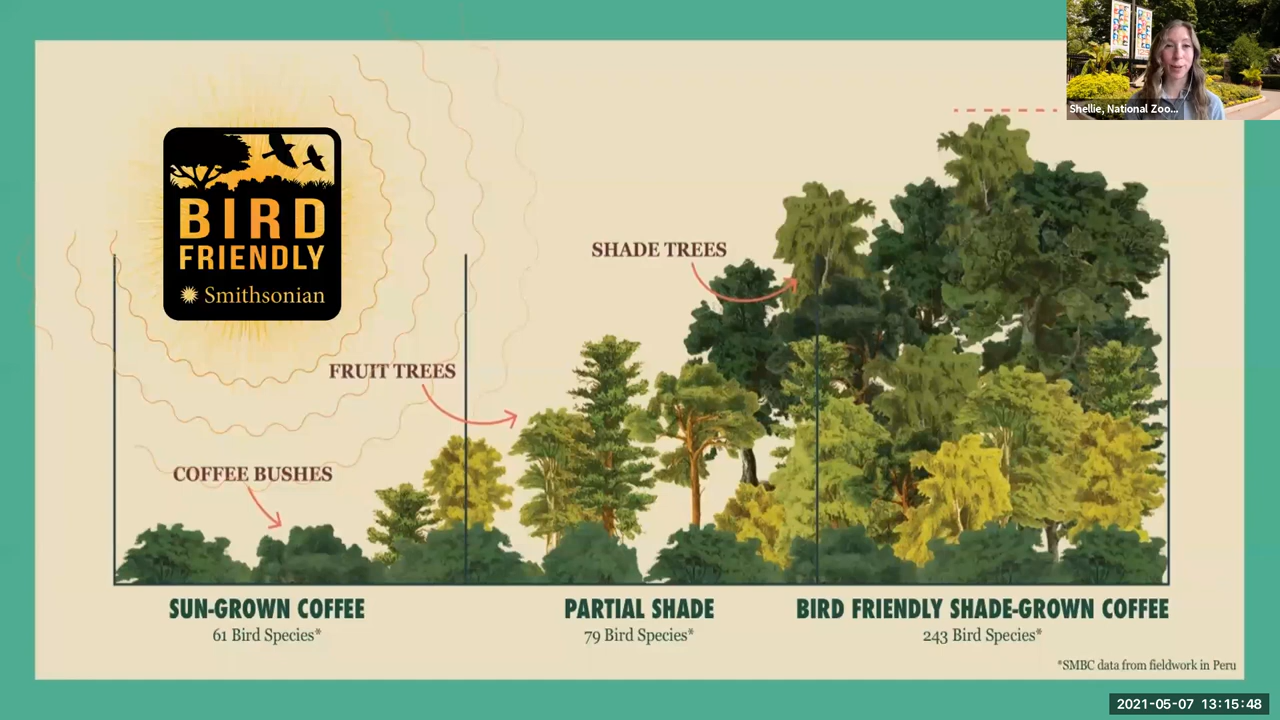 Shellie, National Zoo...
BIRD
FRIENDLY
Smithsonian
SHADE TREES
FRUIT TREES
COFFEE BUSHES
SUN-GROWN COFFEE
61 Bird Species*
PARTIAL SHADE
79 Bird Species*
BIRD FRIENDLY SHADE-GROWN COFFEE
243 Bird Species*
*SMBC data from fieldwork in Peru
2021-05-07 13:15:48